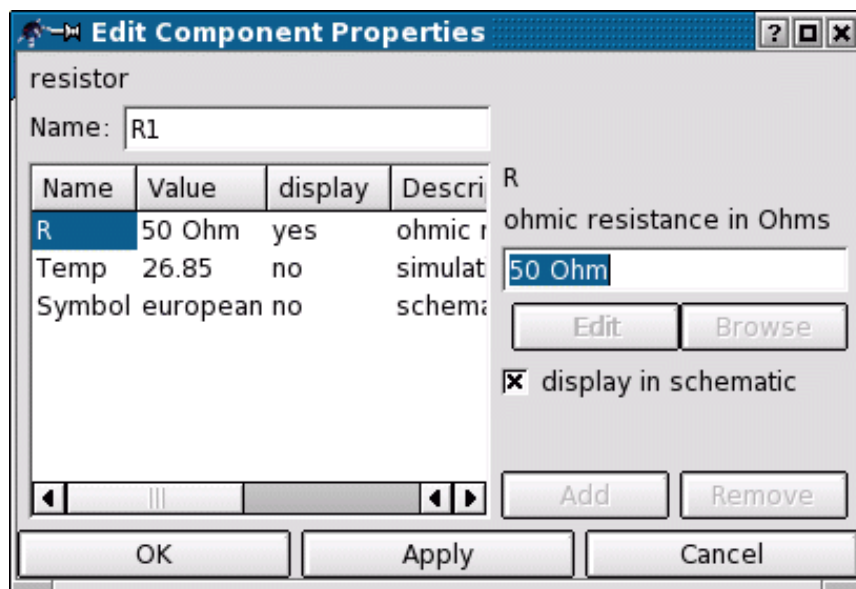 Edit Component Properties
resistor
Name: R1
Name Value display Descri
R 50 Ohm yes ohmic r
Temp 26.85 no simulat
Symbol european no schema
R
ohmic resistance in Ohms
50 Ohm
Edit Browse
display in schematic
Add Remove
OK Apply Cancel